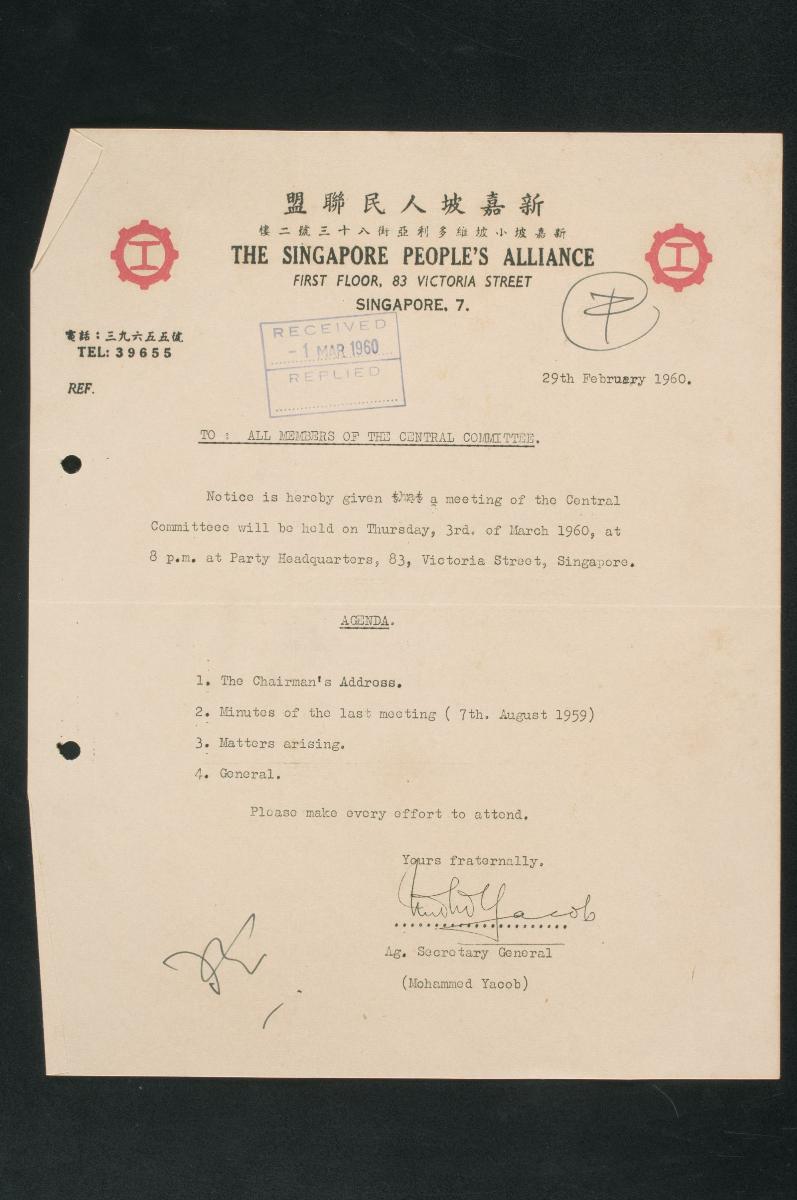 新嘉坡人民聯盟
新嘉坡小坡維多利亞街八十三號二樓
THE SINGAPORE PEOPLE'S ALLIANCE
FIRST FLOOR, 83 VICTORIA STREET
SINGAPORE, 7.
電話：三九六五五號
TEL: 39655
REF.
RECEIVED
- 1 MAR 1960
REPLIED
29th February 1960.
TO : ALL MEMBERS OF THE CENTRAL COMMITTEE.
Notice is hereby given that a meeting of the Central
Committeee will be held on Thursday, 3rd. of March 1960, at
8 p.m. at Party Headquarters, 83, Victoria Street, Singapore.
AGENDA.
1. The Chairman's Address.
2. Minutes of the last meeting ( 7th. August 1959)
3. Matters arising.
4. General.
Please make every effort to attend.
Yours fraternally.
Yacob
Ag. Secretary General
(Mohammed Yacob)